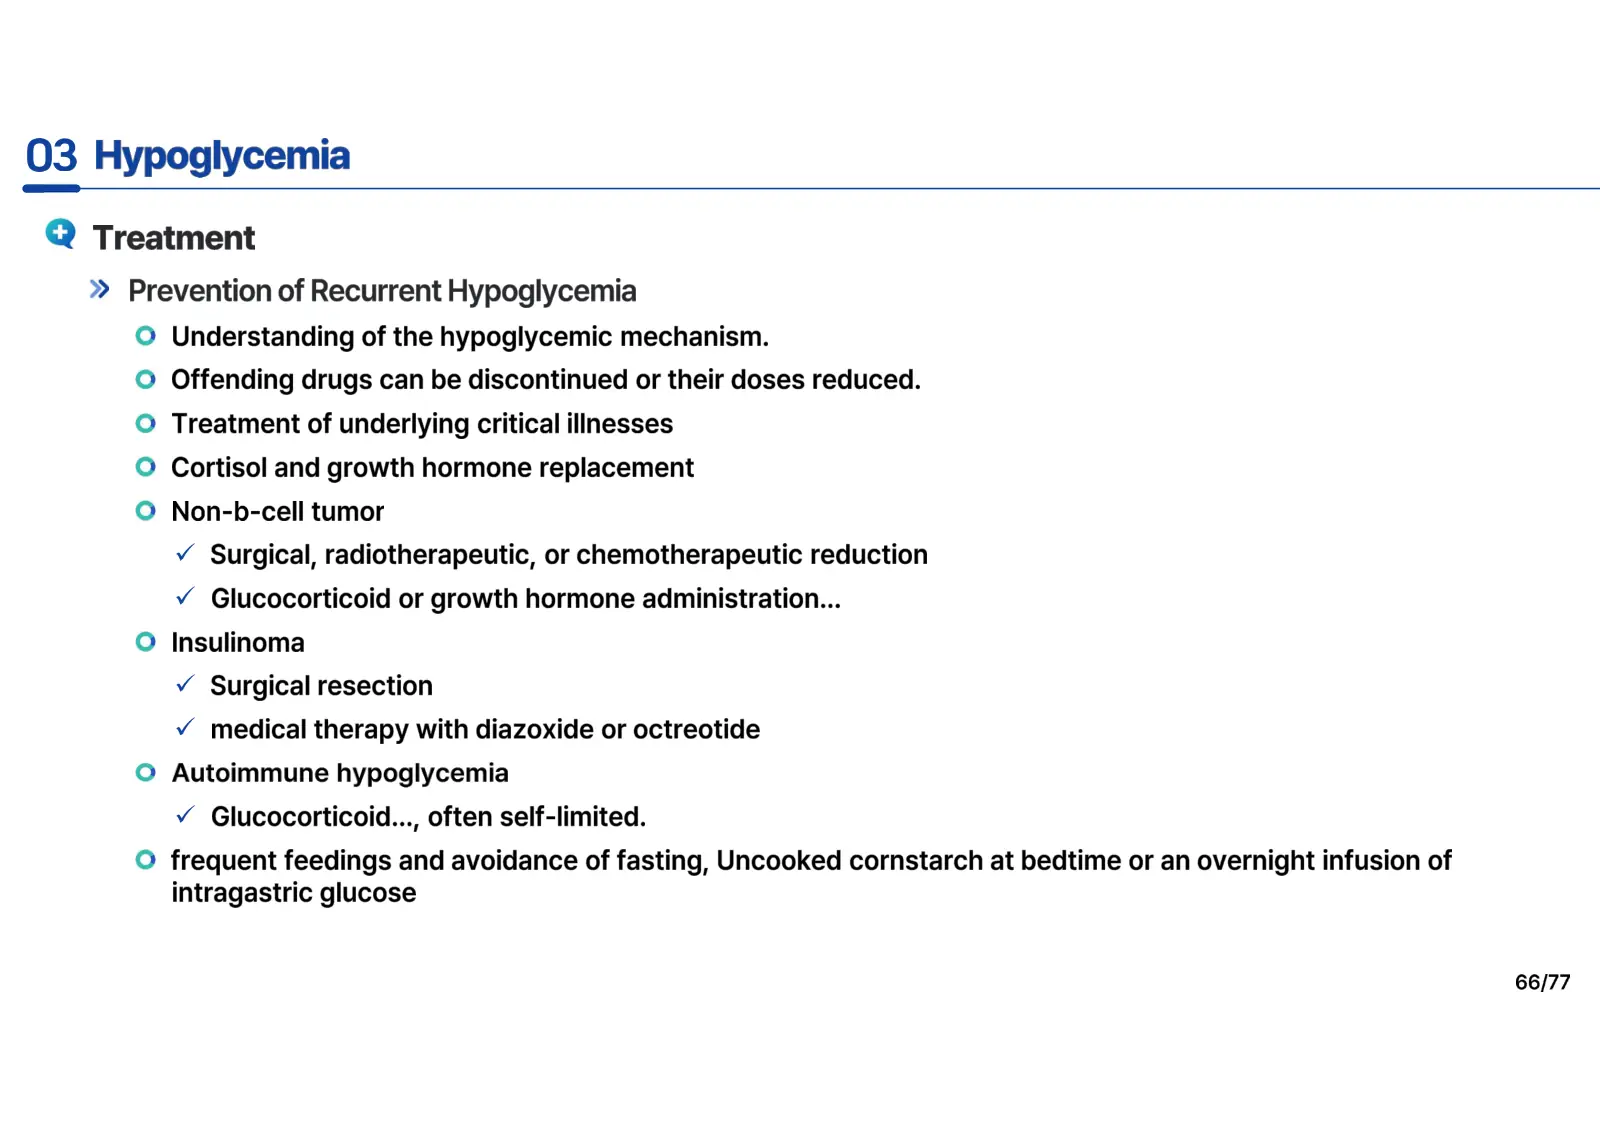 03 Hypoglycemia
Treatment
Prevention of Recurrent Hypoglycemia
Understanding of the hypoglycemic mechanism.
Offending drugs can be discontinued or their doses reduced.
Treatment of underlying critical illnesses
Cortisol and growth hormone replacement
Non-b-cell tumor
✓ Surgical, radiotherapeutic, or chemotherapeutic reduction
✓ Glucocorticoid or growth hormone administration...
Insulinoma
✓ Surgical resection
✓ medical therapy with diazoxide or octreotide
Autoimmune hypoglycemia
✓ Glucocorticoid..., often self-limited.
frequent feedings and avoidance of fasting, Uncooked cornstarch at bedtime or an overnight infusion of
intragastric glucose
66/77